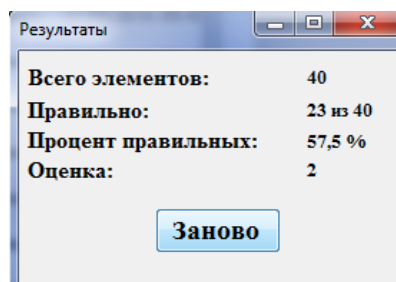 Результаты
Всего элементов: 40
Правильно: 23 из 40
Процент правильных: 57,5 %
Оценка: 2
Заново